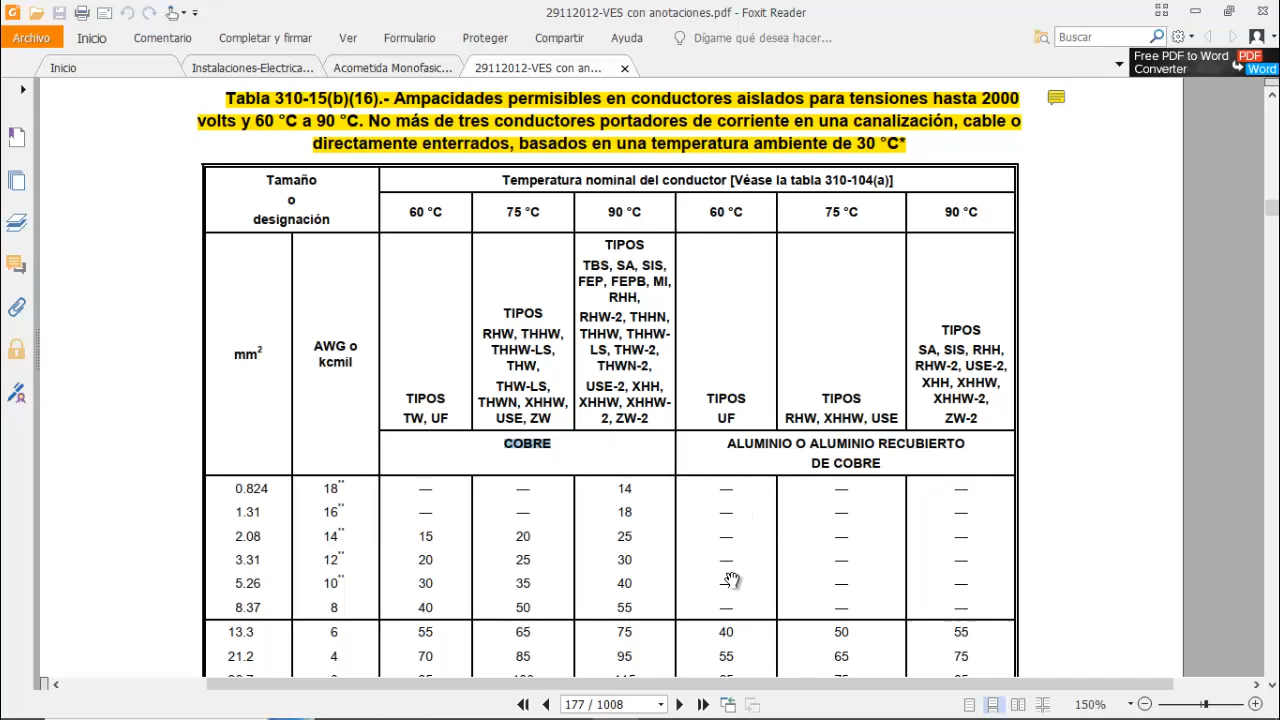 29112012-VES con anotaciones.pdf - Foxit Reader
Archivo Inicio Comentario Completar y firmar Ver Formulario Proteger Compartir Ayuda Dígame qué desea hacer... Buscar
Inicio Instalaciones-Electrica... Acometida Monofasic... 29112012-VES con an... Free PDF to Word Converter PDF Word
Tabla 310-15(b)(16).- Ampacidades permisibles en conductores aislados para tensiones hasta 2000
volts y 60 °C a 90 °C. No más de tres conductores portadores de corriente en una canalización, cable o
directamente enterrados, basados en una temperatura ambiente de 30 °C*
Tamaño
o
designación
Temperatura nominal del conductor [Véase la tabla 310-104(a)]
60 °C 75 °C 90 °C 60 °C 75 °C 90 °C
mm2
AWG o
kcmil
TIPOS
TW, UF
TIPOS
RHW, THHW,
THHW-LS,
THW,
THW-LS,
THWN, XHHW,
USE, ZW
TIPOS
TBS, SA, SIS,
FEP, FEPB, MI,
RHH,
RHW-2, THHN,
THHW, THHW-
LS, THW-2,
THWN-2,
USE-2, XHH,
XHHW, XHHW-
2, ZW-2
TIPOS
UF
TIPOS
RHW, XHHW, USE
TIPOS
SA, SIS, RHH,
RHW-2, USE-2,
XHH, XHHW,
XHHW-2,
ZW-2
COBRE
ALUMINIO O ALUMINIO RECUBIERTO
DE COBRE
0.824 18** — — 14 — — —
1.31 16** — — 18 — — —
2.08 14** 15 20 25 — — —
3.31 12** 20 25 30 — — —
5.26 10** 30 35 40 — — —
8.37 8 40 50 55 — — —
13.3 6 55 65 75 40 50 55
21.2 4 70 85 95 55 65 75
177 / 1008 150%